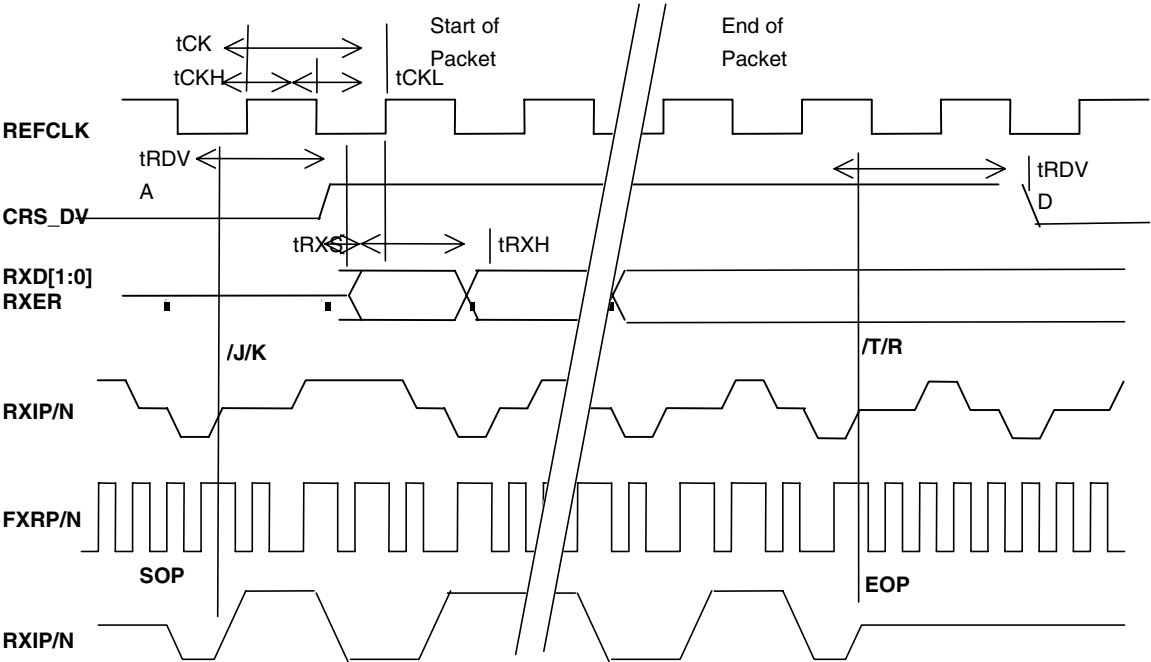 Start of
Packet
End of
Packet
tCK
tCKH
tCKL
REFCLK
tRDV
A
tRDV
D
CRS_DV
tRXS
tRXH
RXD[1:0]
RXER
/J/K
/T/R
RXIP/N
FXRP/N
SOP
EOP
RXIP/N